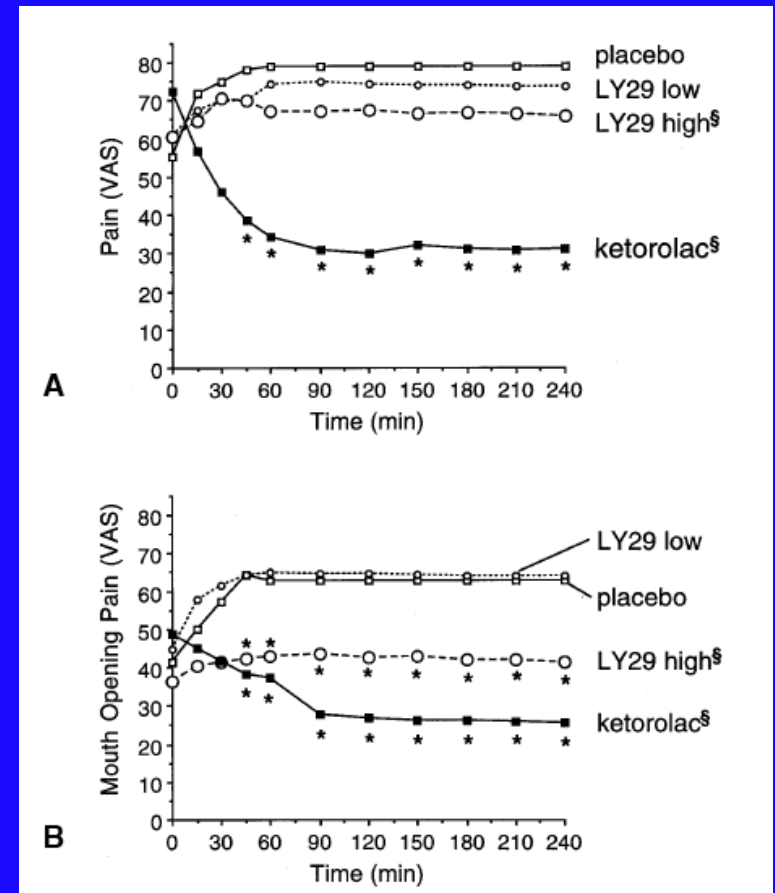 80
70
60
50
40
30
20
10
0
Pain (VAS)
placebo
LY29 low
LY29 high§
ketorolac§
* * * * * * * *
A
0 30 60 90 120 150 180 210 240
Time (min)
80
70
60
50
40
30
20
10
0
Mouth Opening Pain (VAS)
LY29 low
placebo
LY29 high§
* * * * * * * *
ketorolac§
* * * * * * * *
B
0 30 60 90 120 150 180 210 240
Time (min)